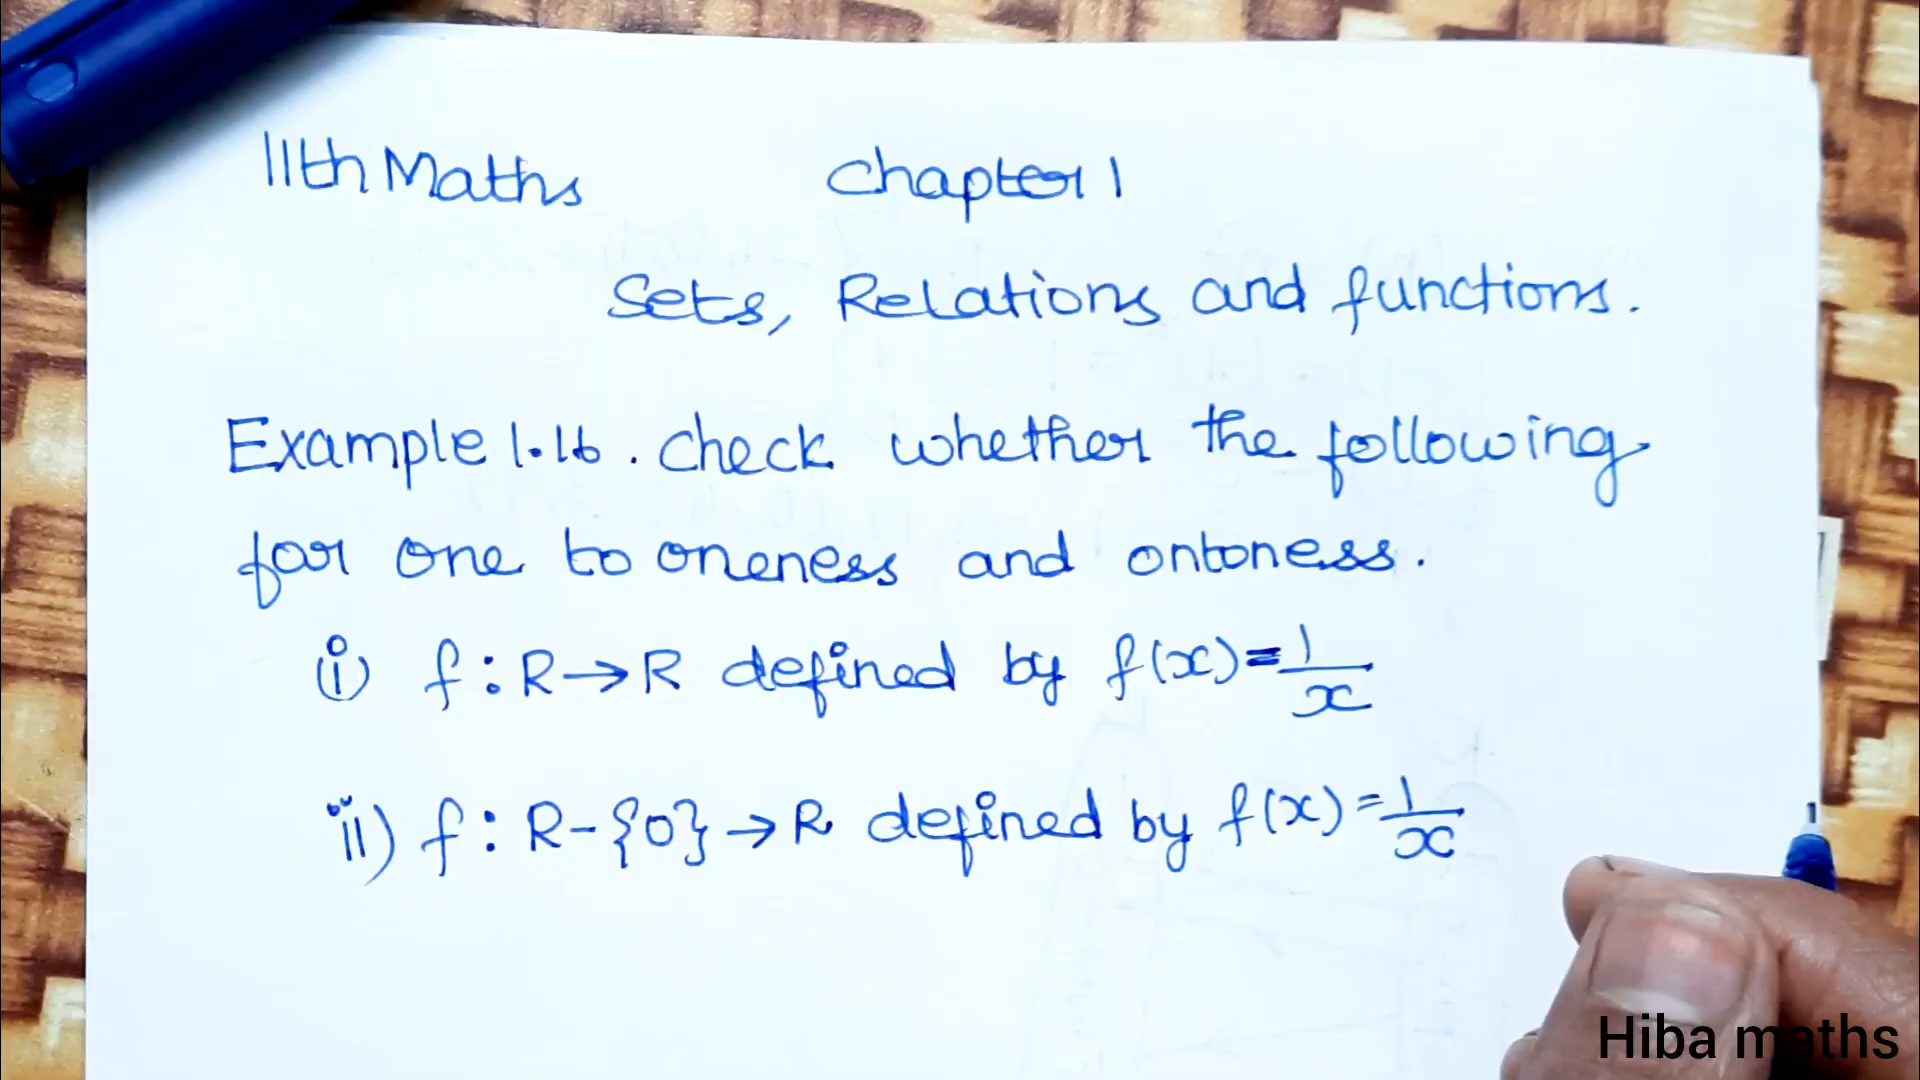 11th Maths Chapter 1
Sets, Relations and functions.
Example 1.16. Check whether the following
for one to oneness and ontoness.
(i) f : R → R defined by f(x) = 1/x
ii) f : R - {0} → R defined by f(x) = 1/x
Hiba maths